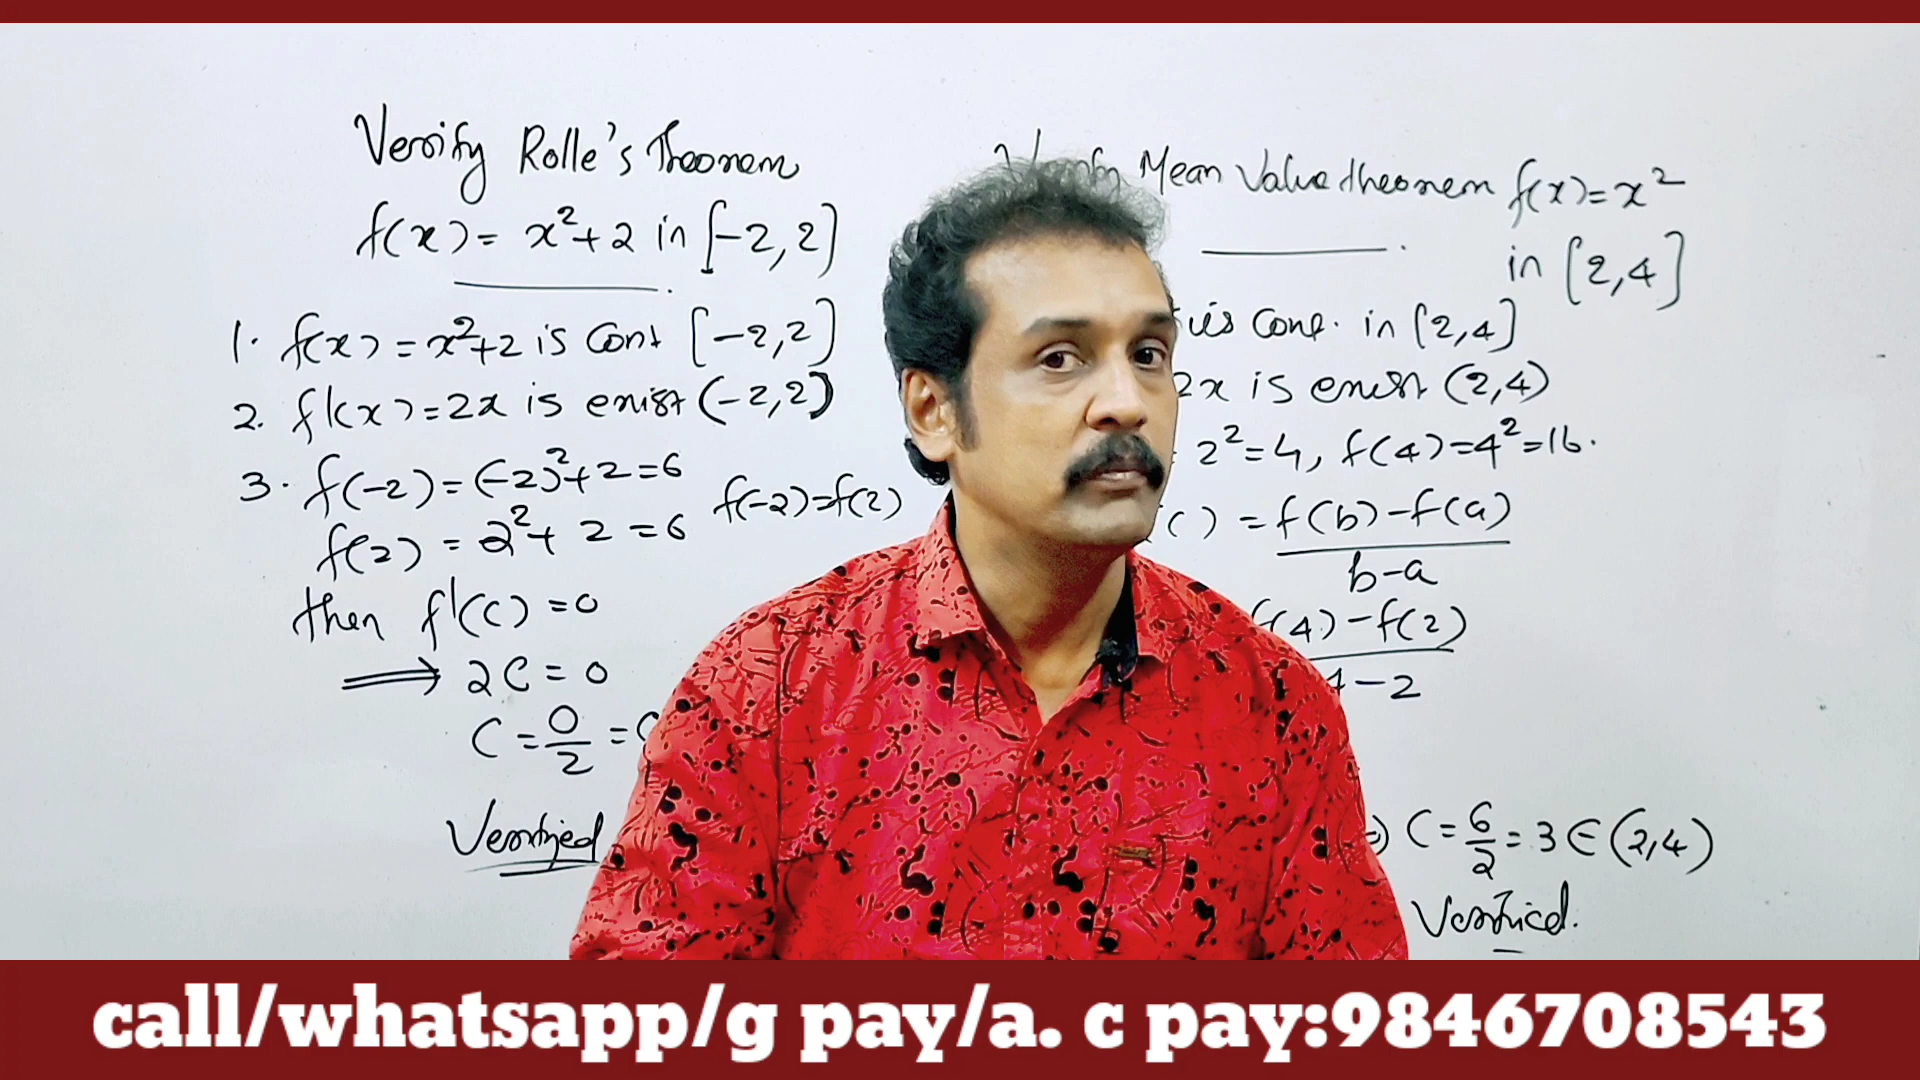 Verify Rolle's Theorem
f(x) = x²+2 in [-2,2]
1. f(x) = x²+2 is Cont [-2,2]
2. f'(x) = 2x is exist (-2,2)
3. f(-2) = (-2)²+2=6
f(2) = 2²+2=6
f(-2)=f(2)
then f'(c) =0
⟹ 2C = 0
C = 0/2 =
Verified
Verify Mean Value theorem f(x)=x²
in [2,4]
is Cont. in [2,4]
2x is exist (2,4)
2²=4, f(4)=4²=16.
(c) = f(b)-f(a)
b-a
(4)-f(2)
4-2
C=6/2=3∈(2,4)
Verified.
call/whatsapp/g pay/a. c pay:9846708543